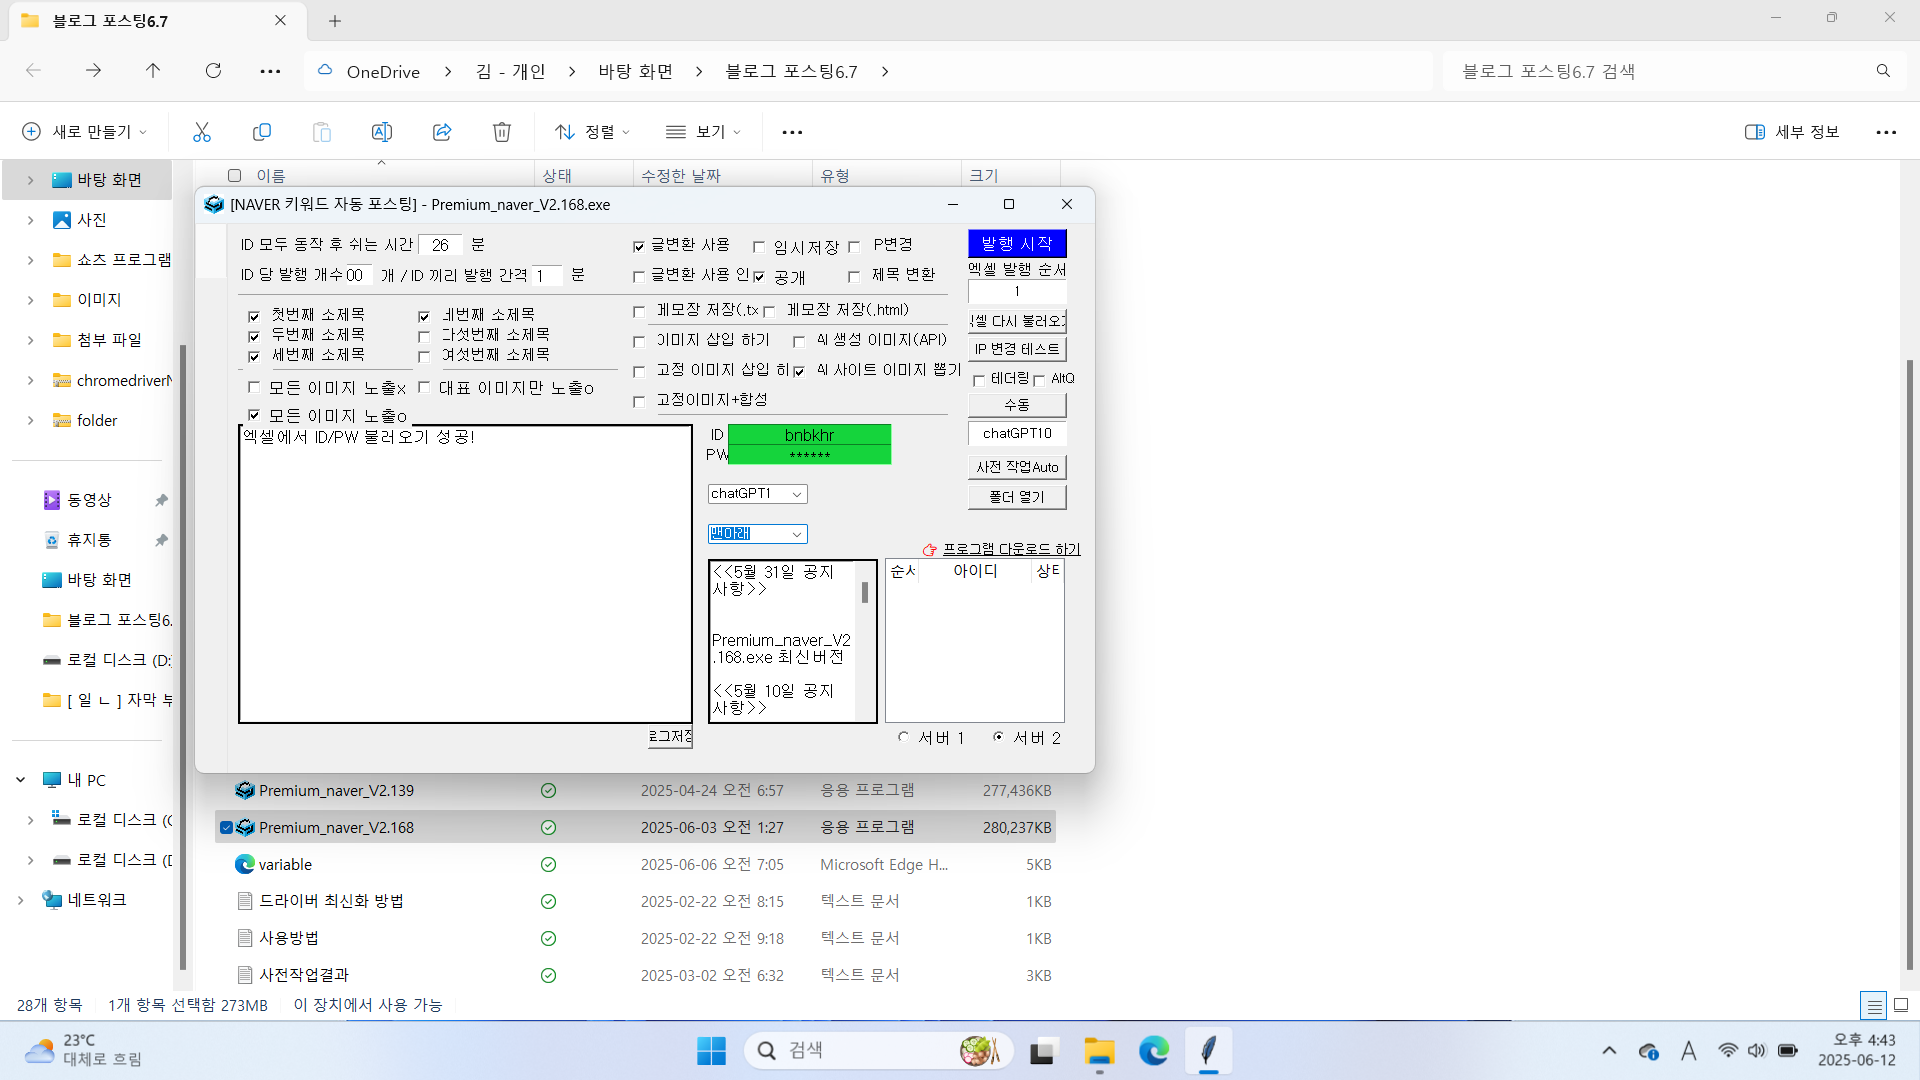 블로그 포스팅6.7
OneDrive > 김 - 개인 > 바탕 화면 > 블로그 포스팅6.7 >
블로그 포스팅6.7 검색
새로 만들기
정렬
보기
세부 정보
바탕 화면
사진
쇼츠 프로그램
이미지
첨부 파일
chromedriverN
folder
동영상
휴지통
바탕 화면
블로그 포스팅6.
로컬 디스크 (D:
[ 일 ㄴ ] 자막 부
내 PC
로컬 디스크 (C
로컬 디스크 (D
네트워크
이름 상태 수정한 날짜 유형 크기
[NAVER 키워드 자동 포스팅] - Premium_naver_V2.168.exe
ID 모두 동작 후 쉬는 시간 26 분
ID 당 발행 개수 00 개 / ID 끼리 발행 간격 1 분
글변환 사용 임시저장 P변경
글변환 사용 인 공개 제목 변환
첫번째 소제목 네번째 소제목
두번째 소제목 다섯번째 소제목
세번째 소제목 여섯번째 소제목
모든 이미지 노출x 대표 이미지만 노출o
모든 이미지 노출o
메모장 저장(.tx 메모장 저장(.html)
이미지 삽입 하기 AI 생성 이미지(API)
고정 이미지 삽입 히 AI 사이트 이미지 뽑기
고정이미지+합성
발행 시작
엑셀 발행 순서
1
엑셀 다시 불러오기
IP 변경 테스트
테더링 AltQ
수동
chatGPT10
사전 작업Auto
폴더 열기
엑셀에서 ID/PW 불러오기 성공!
ID bnbkhr
PW ******
chatGPT1
맨아래
프로그램 다운로드 하기
<<5월 31일 공지
사항>>
Premium_naver_V2
.168.exe 최신버전
<<5월 10일 공지
사항>>
순서 아이디 상태
로그저장
서버 1 서버 2
Premium_naver_V2.139 2025-04-24 오전 6:57 응용 프로그램 277,436KB
Premium_naver_V2.168 2025-06-03 오전 1:27 응용 프로그램 280,237KB
variable 2025-06-06 오전 7:05 Microsoft Edge H... 5KB
드라이버 최신화 방법 2025-02-22 오전 8:15 텍스트 문서 1KB
사용방법 2025-02-22 오전 9:18 텍스트 문서 1KB
사전작업결과 2025-03-02 오전 6:32 텍스트 문서 3KB
28개 항목 1개 항목 선택함 273MB 이 장치에서 사용 가능
23°C
대체로 흐림
검색
A
오후 4:43
2025-06-12